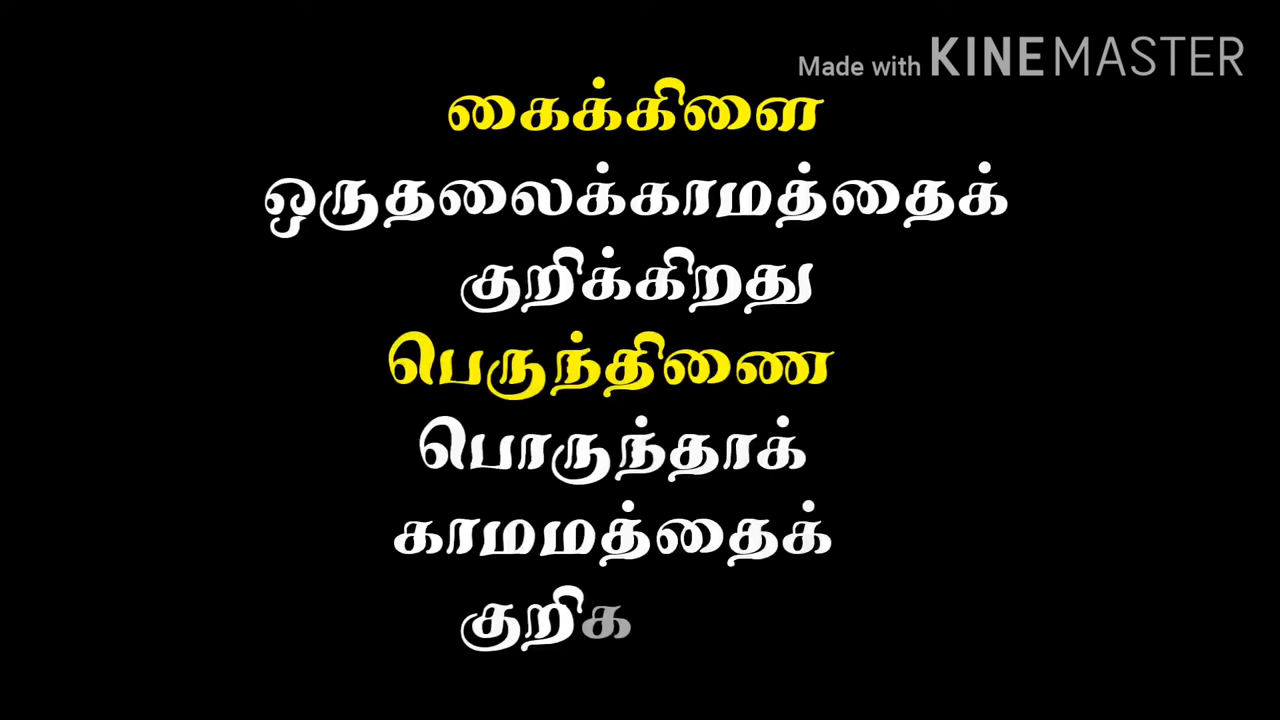 Made with KINEMASTER
கைக்கிளை
ஒருதலைக்காமத்தைக்
குறிக்கிறது
பெருந்திணை
பொருந்தாக்
காமமத்தைக்
குறிக